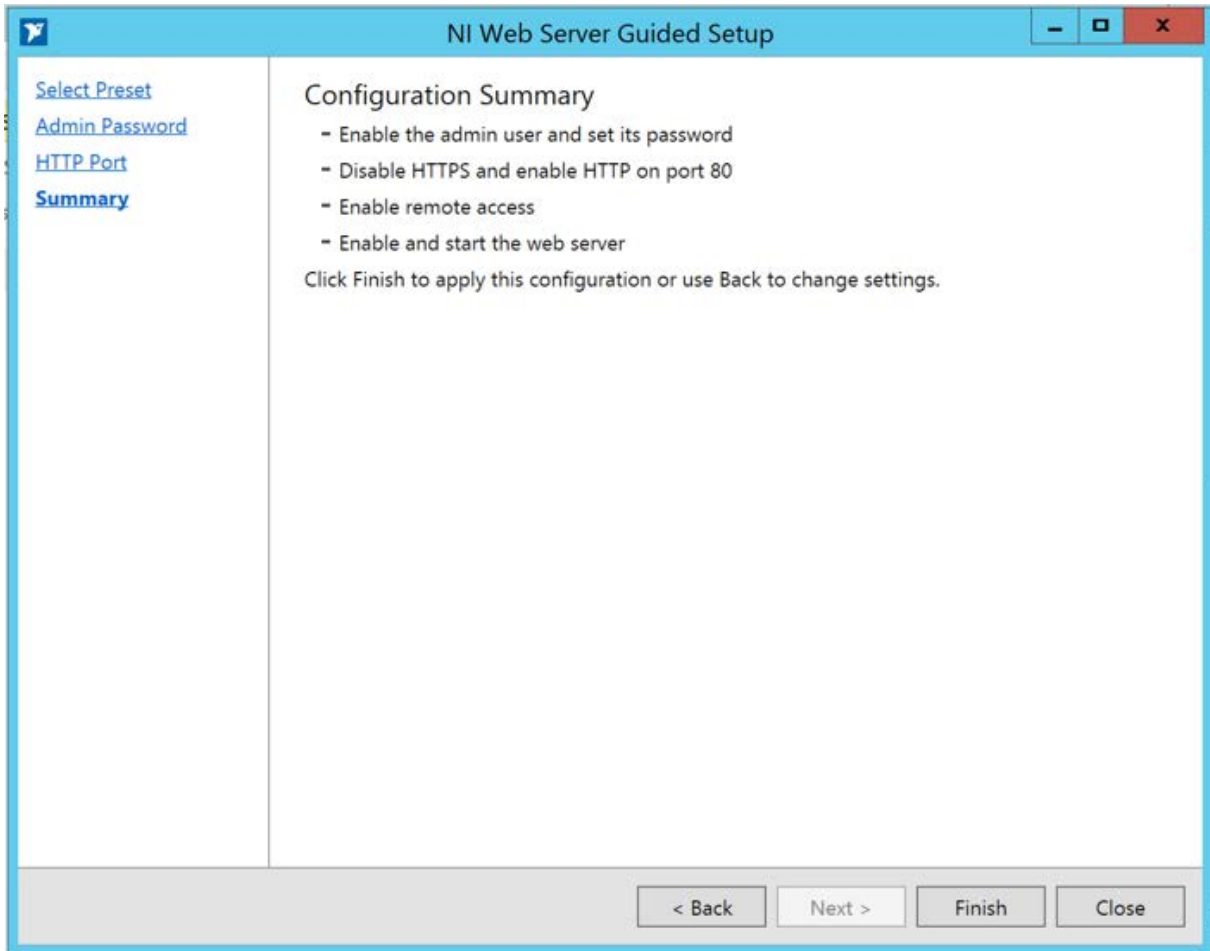 NI Web Server Guided Setup
Select Preset
Admin Password
HTTP Port
Summary
Configuration Summary
- Enable the admin user and set its password
- Disable HTTPS and enable HTTP on port 80
- Enable remote access
- Enable and start the web server
Click Finish to apply this configuration or use Back to change settings.
< Back
Next >
Finish
Close